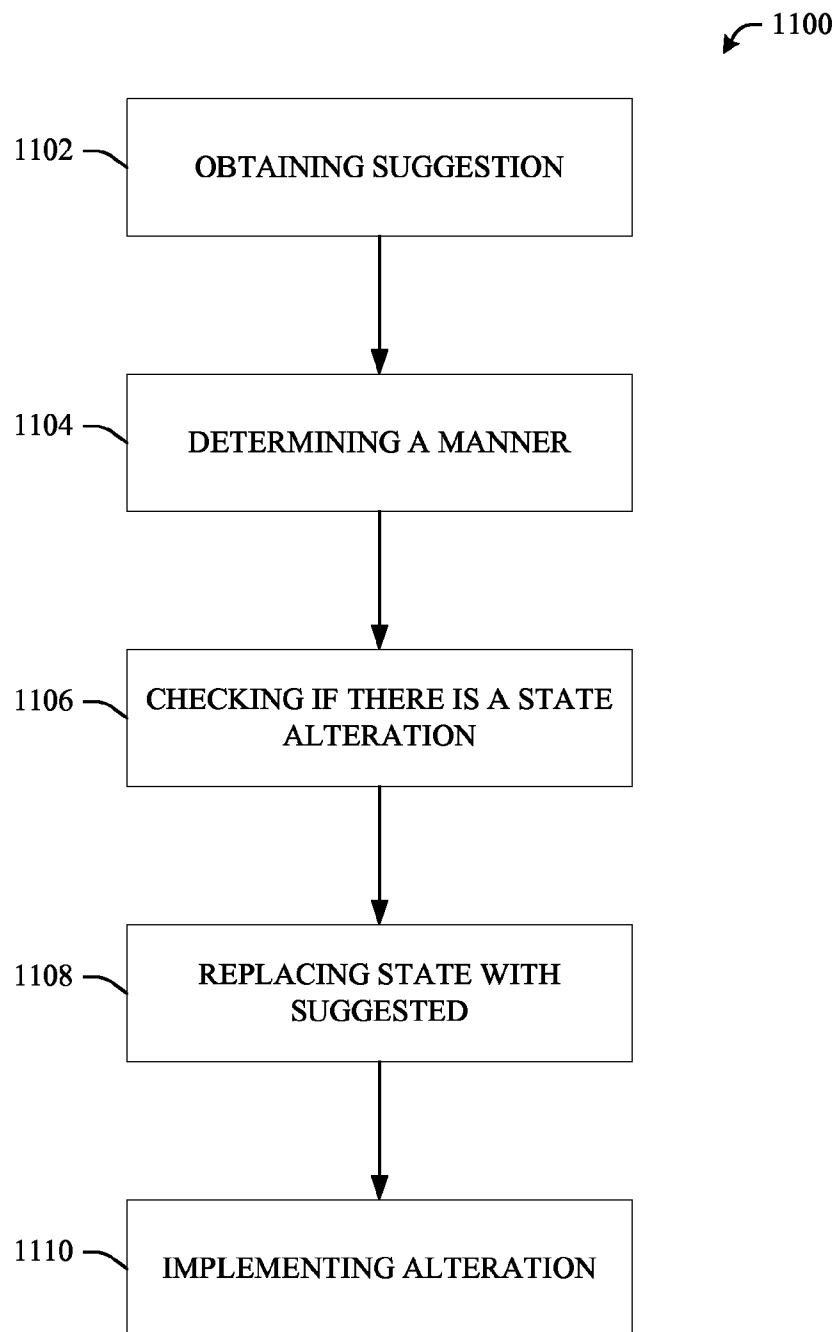 1100
1102
OBTAINING SUGGESTION
1104
DETERMINING A MANNER
1106
CHECKING IF THERE IS A STATE
ALTERATION
1108
REPLACING STATE WITH
SUGGESTED
1110
IMPLEMENTING ALTERATION